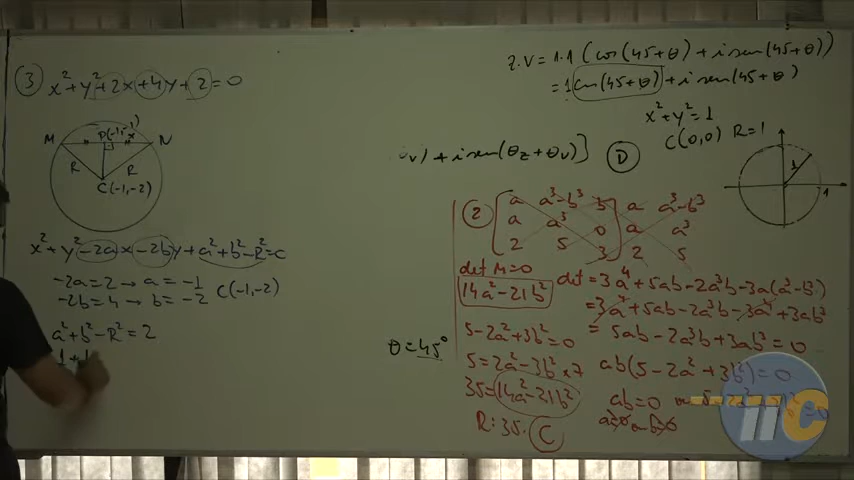 ③ x²+y²+2x+4y+2=0
M P(-1,-1) N
R R
C(-1,-2)
x²+y²-2ax-2by+a²+b²-R²=0
-2a=2 → a=-1
-2b=4 → b=-2
C(-1,-2)
a²+b²-R²=2
Z.V=1.1(cos(45+θ)+isen(45+θ))
=1cos(45+θ)+isen(45+θ)
x²+y²=1
C(0,0) R=1
1
1
θv)+isen(θz+θv)] D
② a a³-b³ b a a³-b³
a a³ 0 a a³
2 5 3 2 5
det M=0
14a²-21b²
det=3a⁴+5ab-2a³b-3a(a³-b³)
=3a⁴+5ab-2a³b-3a⁴+3ab³
=5ab-2a³b+3ab³=0
ab(5-2a²+3b²)=0
ab=0
5-2a²+3b²=0
5=2a²-3b² ×7
35=14a²-21b²
R:35. C
θ=45°